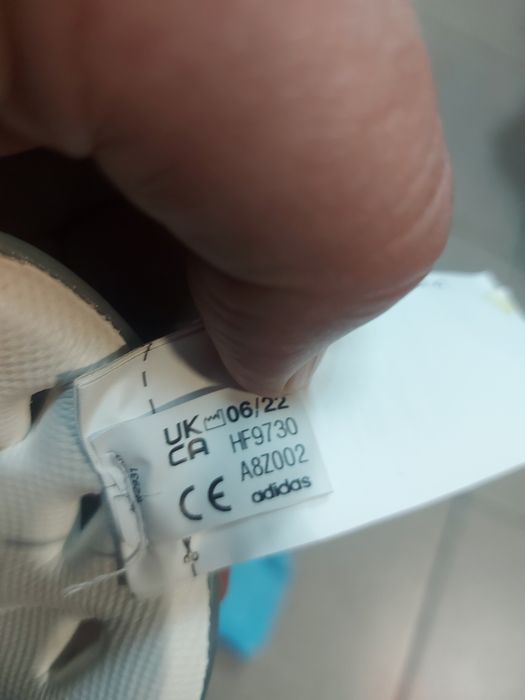 UK
CA
06/22
HF9730
A8Z002
CE
adidas